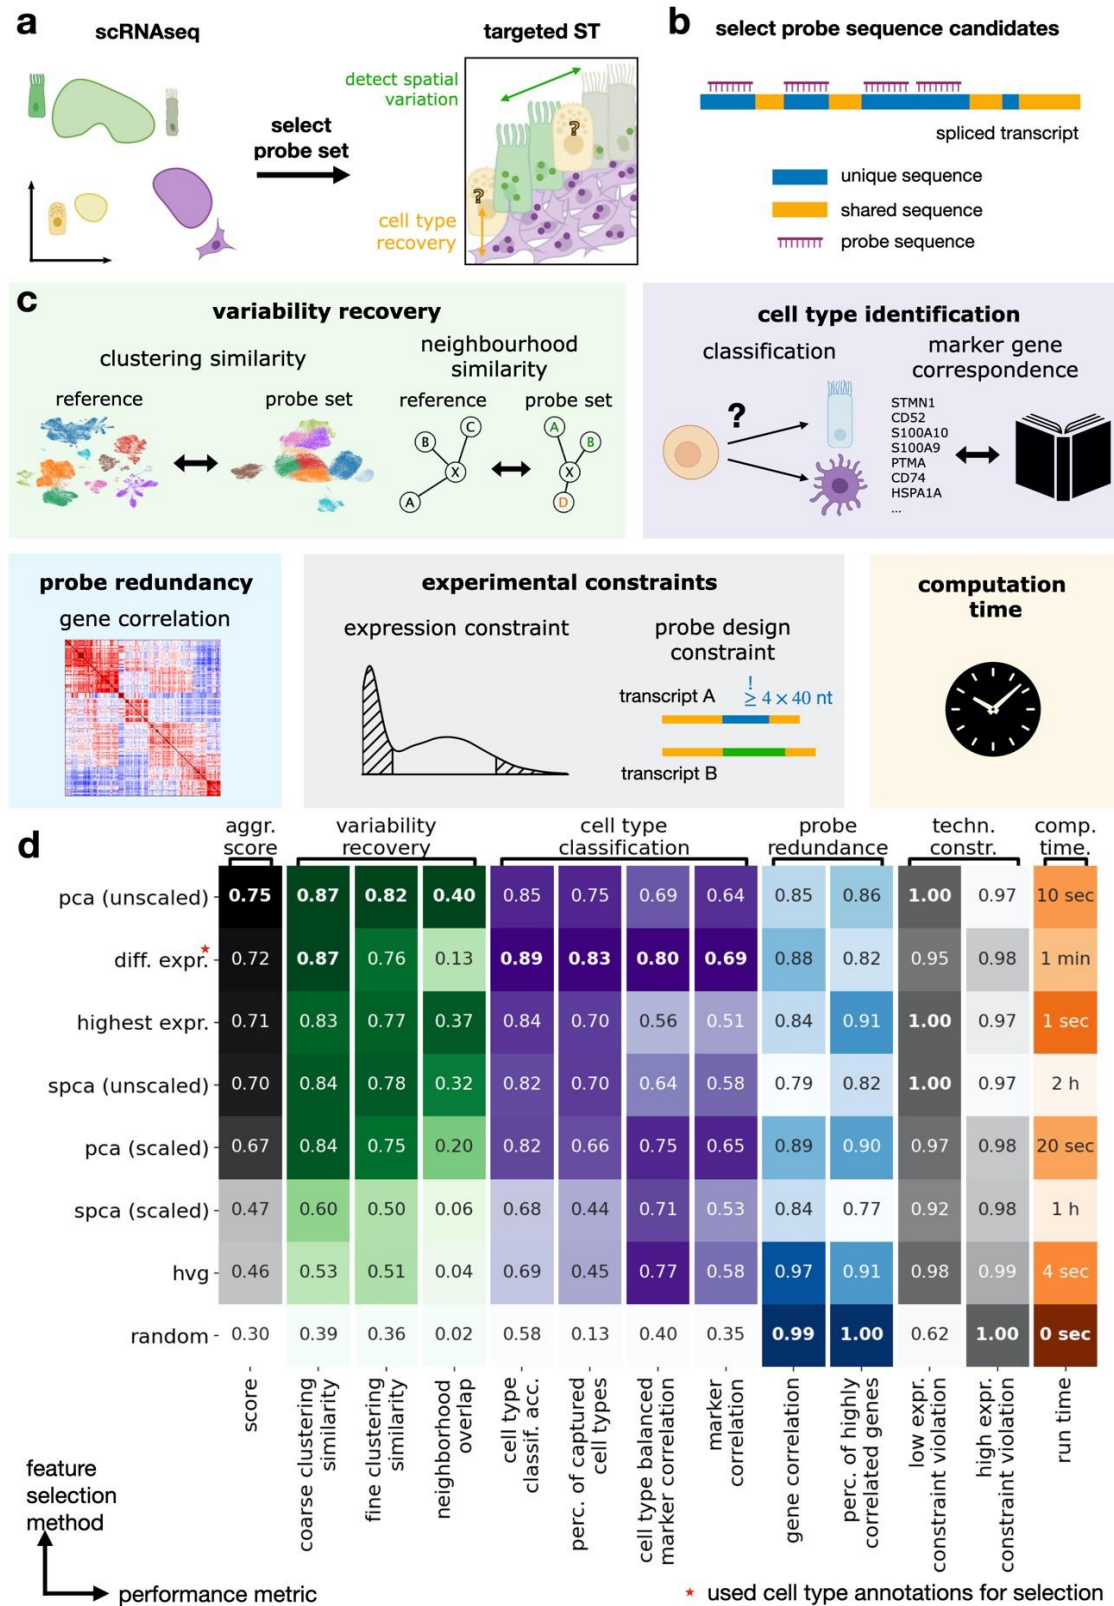 a
scRNAseq
targeted ST
detect spatial
variation
select
probe set
?
?
cell type
recovery
b
select probe sequence candidates
spliced transcript
unique sequence
shared sequence
probe sequence
c
variability recovery
clustering similarity
reference
probe set
neighbourhood
similarity
reference
probe set
B
C
X
A
A
B
X
D
cell type identification
classification
?
marker gene
correspondence
STMN1
CD52
S100A10
S100A9
PTMA
CD74
HSPA1A
...
probe redundancy
gene correlation
experimental constraints
expression constraint
probe design
constraint
transcript A
!
≥ 4 × 40 nt
transcript B
computation
time
d
aggr.
score
variability
recovery
cell type
classification
probe
redundance
techn.
constr.
comp.
time.
pca (unscaled) 0.75 0.87 0.82 0.40 0.85 0.75 0.69 0.64 0.85 0.86 1.00 0.97 10 sec
diff. expr.★ 0.72 0.87 0.76 0.13 0.89 0.83 0.80 0.69 0.88 0.82 0.95 0.98 1 min
highest expr. 0.71 0.83 0.77 0.37 0.84 0.70 0.56 0.51 0.84 0.91 1.00 0.97 1 sec
spca (unscaled) 0.70 0.84 0.78 0.32 0.82 0.70 0.64 0.58 0.79 0.82 1.00 0.97 2 h
pca (scaled) 0.67 0.84 0.75 0.20 0.82 0.66 0.75 0.65 0.89 0.90 0.97 0.98 20 sec
spca (scaled) 0.47 0.60 0.50 0.06 0.68 0.44 0.71 0.53 0.84 0.77 0.92 0.98 1 h
hvg 0.46 0.53 0.51 0.04 0.69 0.45 0.77 0.58 0.97 0.91 0.98 0.99 4 sec
random 0.30 0.39 0.36 0.02 0.58 0.13 0.40 0.35 0.99 1.00 0.62 1.00 0 sec
score
coarse clustering
similarity
fine clustering
similarity
neighborhood
overlap
cell type
classif. acc.
perc. of captured
cell types
cell type balanced
marker correlation
marker
correlation
gene correlation
perc. of highly
correlated genes
low expr.
constraint violation
high expr.
constraint violation
run time
feature
selection
method
performance metric
★ used cell type annotations for selection